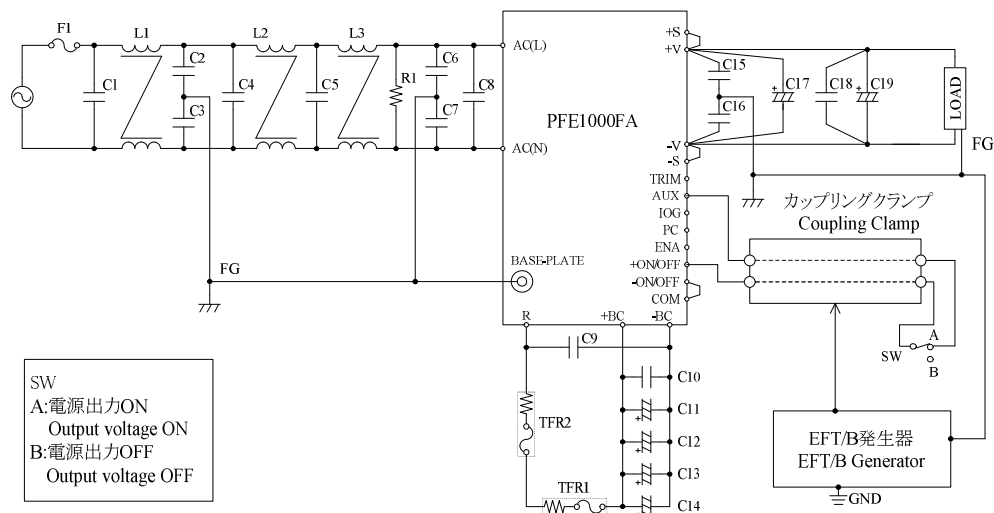 F1
L1
L2
L3
C1
C2
C3
C4
C5
R1
C6
C7
C8
AC(L)
AC(N)
PFE1000FA
BASE-PLATE
FG
R
+BC
-BC
+S
+V
-V
-S
TRIM
AUX
IOG
PC
ENA
+ON/OFF
-ON/OFF
COM
C15
C16
C17
C18
C19
+
+
LOAD
FG
カップリングクランプ
Coupling Clamp
SW
A
B
C9
C10
C11
C12
C13
C14
+
+
+
TFR2
TFR1
EFT/B発生器
EFT/B Generator
GND
SW
A:電源出力ON
Output voltage ON
B:電源出力OFF
Output voltage OFF